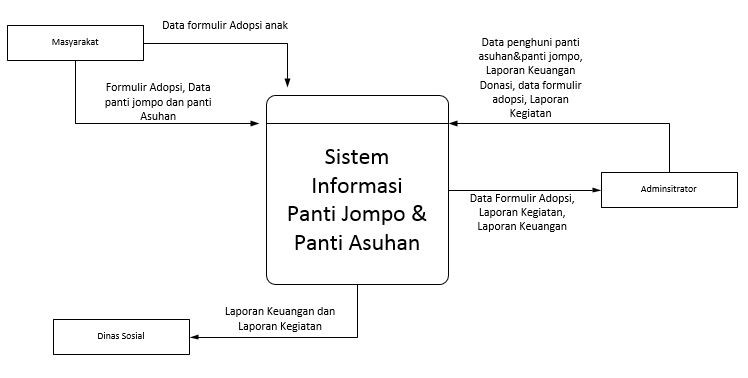 Data formulir Adopsi anak
Masyarakat
Data penghuni panti
asuhan&panti jompo,
Laporan Keuangan
Donasi, data formulir
adopsi, Laporan
Kegiatan
Formulir Adopsi, Data
panti jompo dan panti
Asuhan
Sistem
Informasi
Panti Jompo &
Panti Asuhan
Adminsitrator
Data Formulir Adopsi,
Laporan Kegiatan,
Laporan Keuangan
Laporan Keuangan dan
Laporan Kegiatan
Dinas Sosial